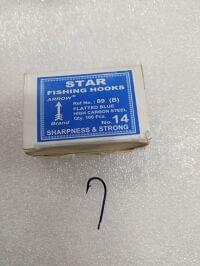 STAR
FISHING HOOKS
ARROW
Brand
Ref No.: 09 (B)
FLATTED BLUE
HIGH CARBON STEEL
Qty. 100 Pcs.
No. 14
SHARPNESS & STRONG